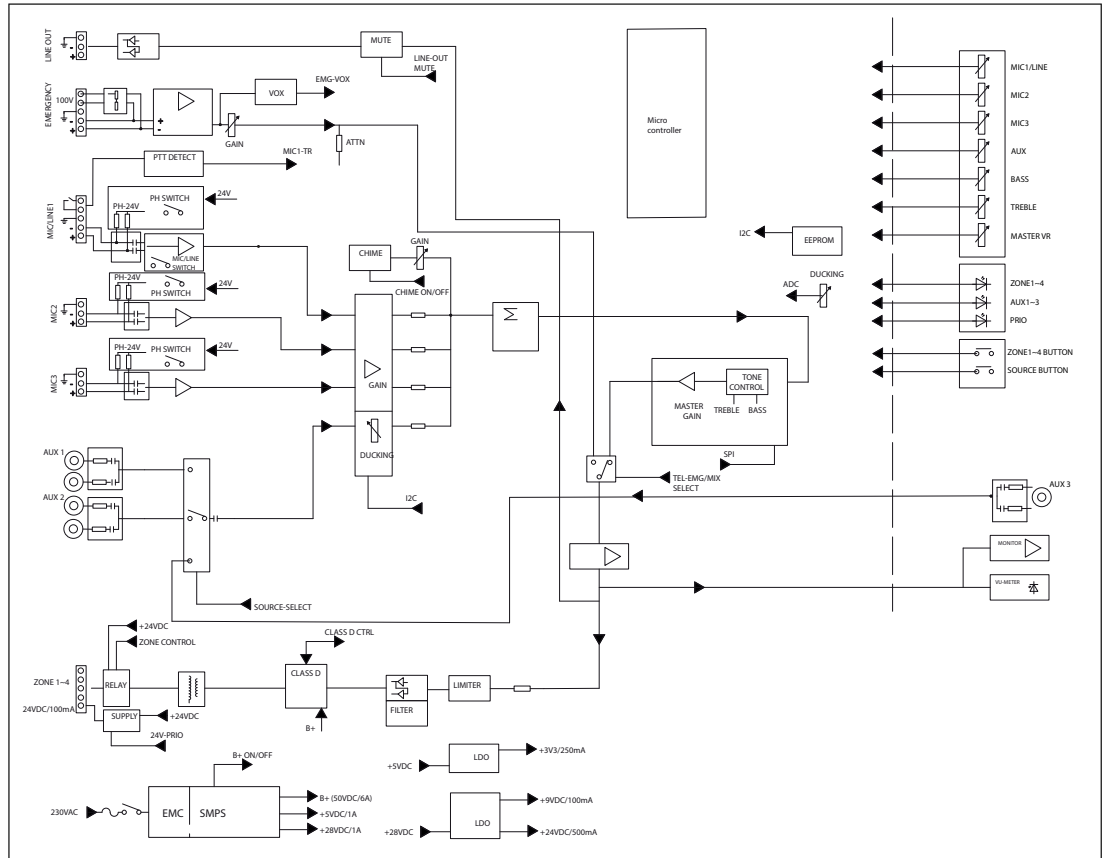 LINE OUT
-
+
MUTE
LINE-OUT
MUTE
EMERGENCY
100V
-
+
+
-
GAIN
VOX
EMG-VOX
ATTN
PTT DETECT
MIC1-TR
MIC/LINE1
-
+
PH-24V
PH SWITCH
24V
MIC/LINE
SWITCH
MIC2
-
+
PH-24V
PH SWITCH
24V
MIC3
-
+
PH-24V
PH SWITCH
24V
CHIME
GAIN
CHIME ON/OFF
GAIN
DUCKING
I2C
Σ
AUX 1
AUX 2
SOURCE-SELECT
Micro
controller
I2C
EEPROM
ADC
DUCKING
TONE
CONTROL
MASTER
GAIN
TREBLE
BASS
SPI
TEL-EMG/MIX
SELECT
MIC1/LINE
MIC2
MIC3
AUX
BASS
TREBLE
MASTER VR
ZONE1~4
AUX1~3
PRIO
ZONE1~4 BUTTON
SOURCE BUTTON
AUX 3
MONITOR
VU-METER
+24VDC
ZONE CONTROL
ZONE 1~4
RELAY
24VDC/100mA
SUPPLY
+24VDC
24V-PRIO
CLASS D CTRL
CLASS D
B+
FILTER
LIMITER
B+ ON/OFF
230VAC
EMC
SMPS
B+ (50VDC/6A)
+5VDC/1A
+28VDC/1A
+5VDC
LDO
+3V3/250mA
+28VDC
LDO
+9VDC/100mA
+24VDC/500mA